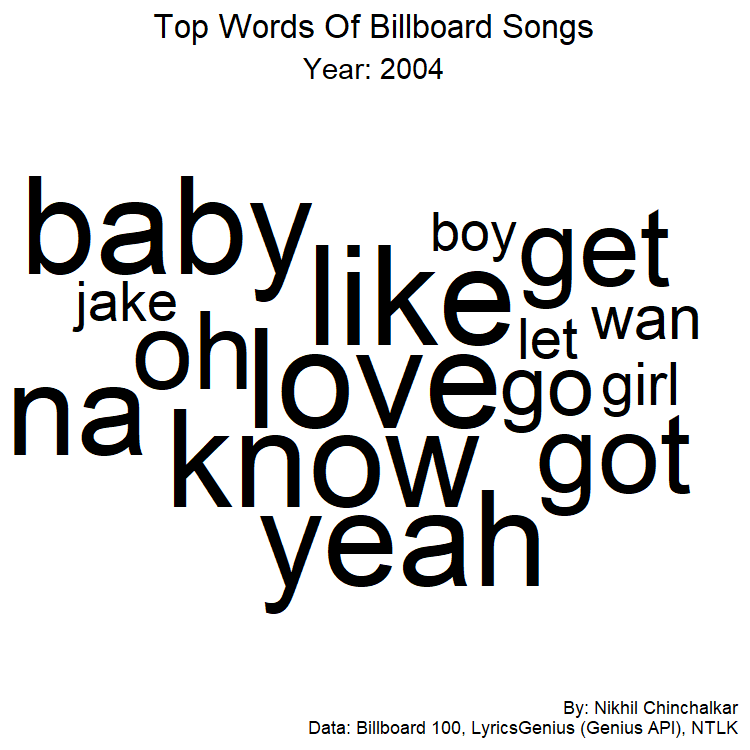 Top Words Of Billboard Songs
Year: 2004
baby
boy
get
like
jake
wan
let
oh
love
go
girl
na
know
got
yeah
By: Nikhil Chinchalkar
Data: Billboard 100, LyricsGenius (Genius API), NTLK